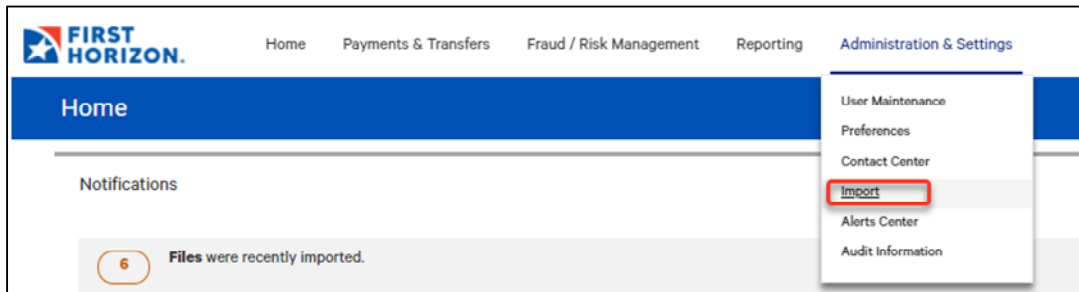 FIRST
HORIZON.
Home Payments & Transfers Fraud / Risk Management Reporting Administration & Settings
Home
User Maintenance
Preferences
Contact Center
Import
Alerts Center
Audit Information
Notifications
6 Files were recently imported.